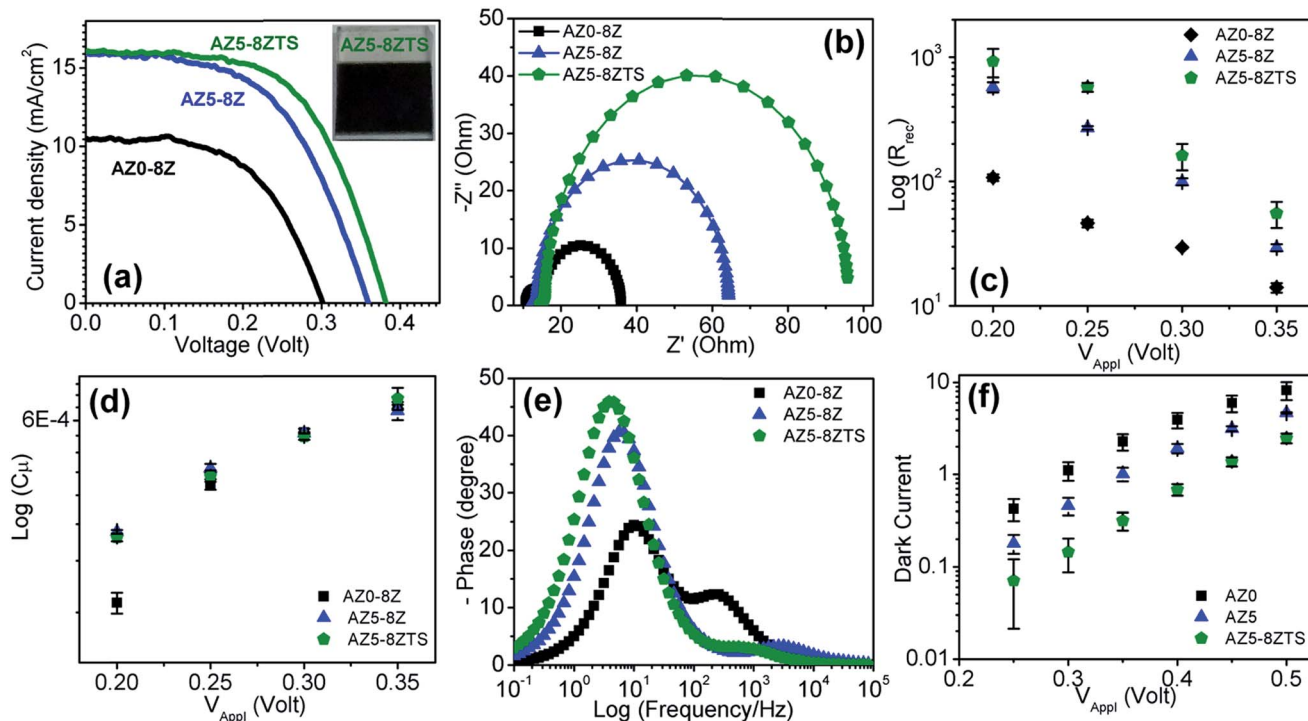 (a)
Current density (mA/cm²)
15
10
5
0
0.0 0.1 0.2 0.3 0.4
Voltage (Volt)
AZ5-8ZTS
AZ5-8Z
AZ0-8Z
AZ5-8ZTS
(b)
-Z'' (Ohm)
-50
-40
-30
-20
-10
0
20 40 60 80 100
Z' (Ohm)
AZ0-8Z
AZ5-8Z
AZ5-8ZTS
(c)
Log (R_rec)
10³
10²
10¹
0.20 0.25 0.30 0.35
V_Appl (Volt)
AZ0-8Z
AZ5-8Z
AZ5-8ZTS
(d)
Log (Cμ)
6E-4
0.20 0.25 0.30 0.35
V_Appl (Volt)
AZ0-8Z
AZ5-8Z
AZ5-8ZTS
(e)
- Phase (degree)
50
40
30
20
10
0
10⁻¹ 10⁰ 10¹ 10² 10³ 10⁴ 10⁵
Log (Frequency/Hz)
AZ0-8Z
AZ5-8Z
AZ5-8ZTS
(f)
Dark Current
10
1
0.1
0.01
0.2 0.3 0.4 0.5
V_Appl (Volt)
AZ0
AZ5
AZ5-8ZTS